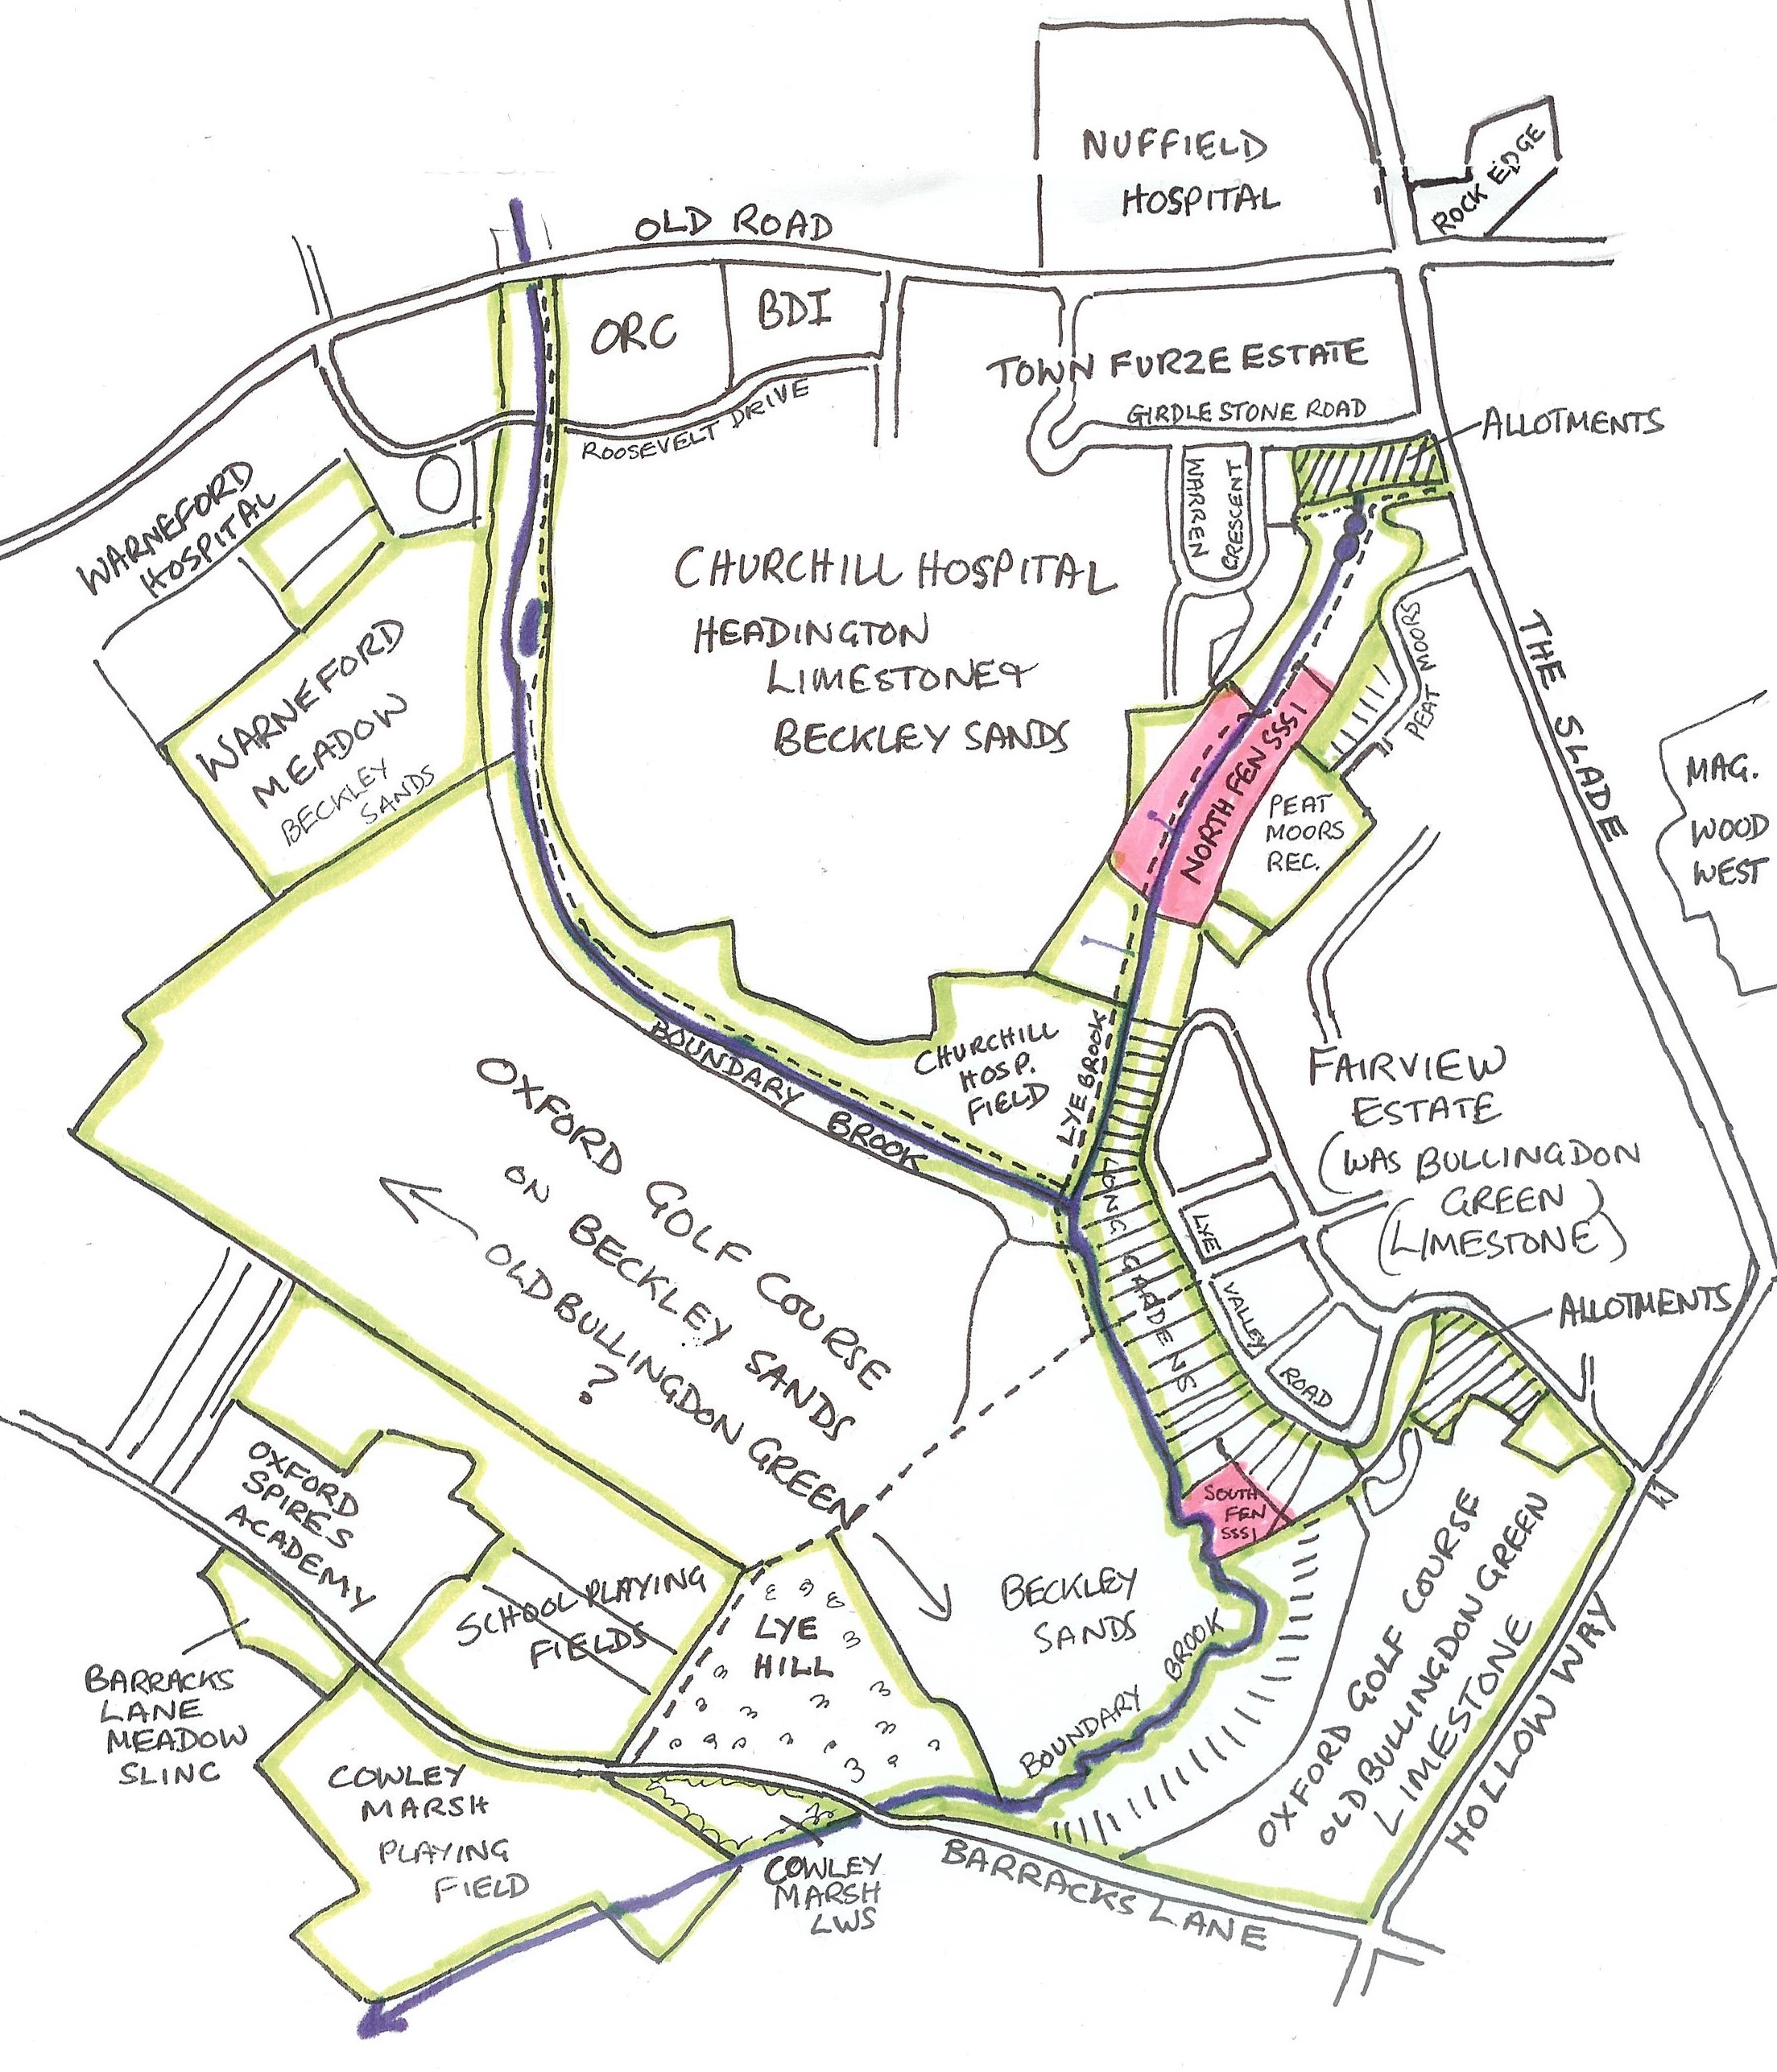 NUFFIELD
HOSPITAL
ROCK EDGE
OLD ROAD
ORC
BDI
TOWN FURZE ESTATE
GIRDLESTONE ROAD
ALLOTMENTS
ROOSEVELT DRIVE
WARREN
CRESCENT
WARNEFORD
HOSPITAL
CHURCHILL HOSPITAL
HEADINGTON
LIMESTONE &
BECKLEY SANDS
WARNEFORD
MEADOW
BECKLEY
SANDS
PEAT MOORS
THE SLADE
NORTH FEN SSSI
PEAT
MOORS
REC.
MAG.
WOOD
WEST
BOUNDARY BROOK
CHURCHILL
HOSP.
FIELD
LYE BROOK
FAIRVIEW
ESTATE
(WAS BULLINGDON
GREEN)
(LIMESTONE)
LONG GARDENS
LYE
VALLEY
ROAD
ALLOTMENTS
OXFORD GOLF COURSE
ON BECKLEY SANDS
OLD BULLINGDON GREEN
?
OXFORD
SPIRES
ACADEMY
SCHOOL PLAYING
FIELDS
LYE
HILL
BECKLEY
SANDS
SOUTH
FEN
SSSI
BOUNDARY BROOK
OXFORD GOLF COURSE
OLD BULLINGDON GREEN
LIMESTONE
HOLLOW WAY
BARRACKS
LANE
MEADOW
SLINC
COWLEY
MARSH
PLAYING
FIELD
COWLEY
MARSH
LWS
BARRACKS LANE